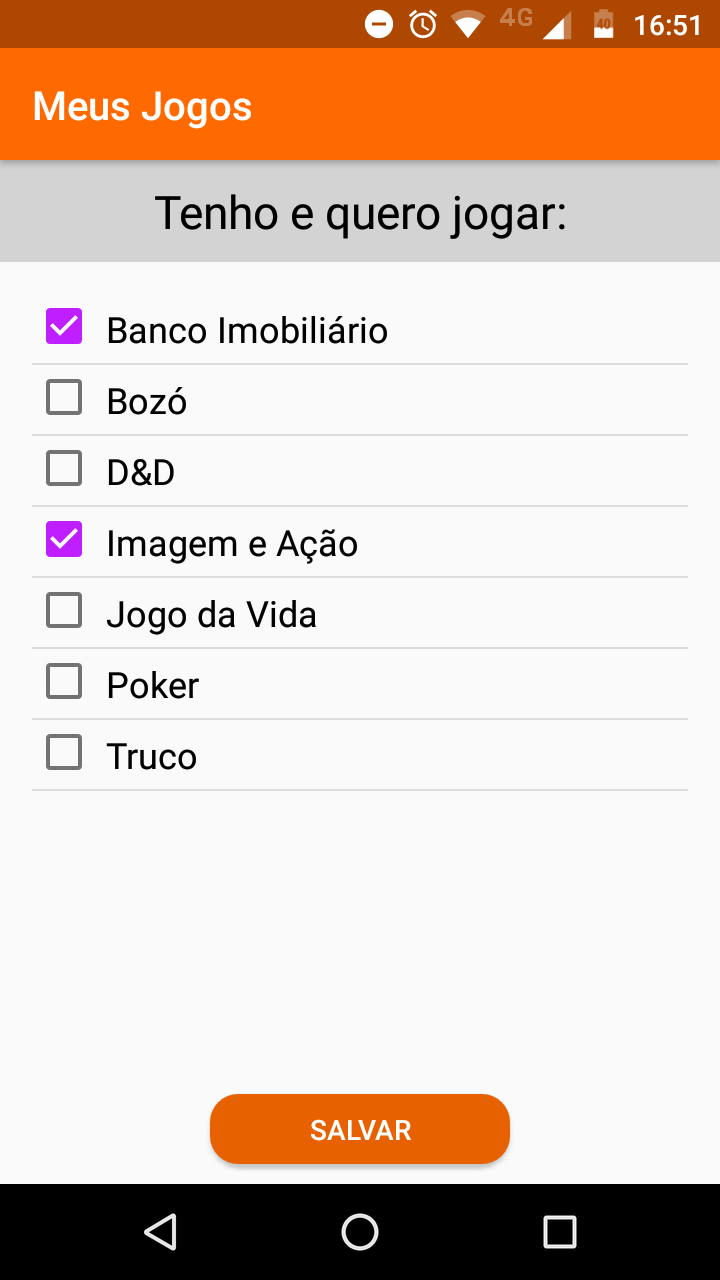 4G 40 16:51
Meus Jogos
Tenho e quero jogar:
Banco Imobiliário
Bozó
D&D
Imagem e Ação
Jogo da Vida
Poker
Truco
SALVAR